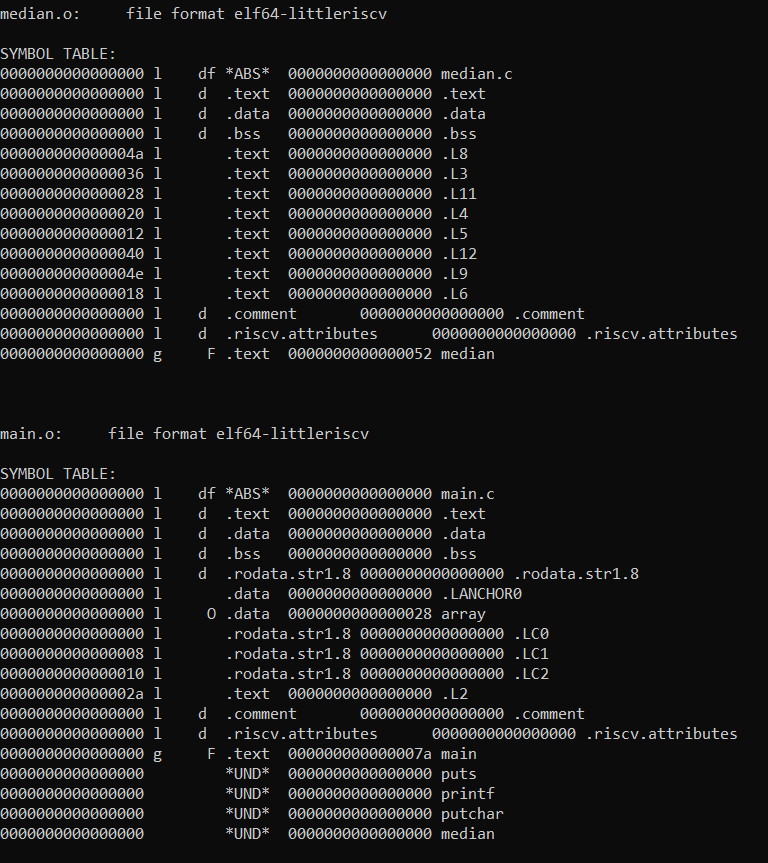 median.o:     file format elf64-littleriscv
SYMBOL TABLE:
0000000000000000 l    df *ABS*  0000000000000000 median.c
0000000000000000 l    d  .text  0000000000000000 .text
0000000000000000 l    d  .data  0000000000000000 .data
0000000000000000 l    d  .bss   0000000000000000 .bss
000000000000004a l       .text  0000000000000000 .L8
0000000000000036 l       .text  0000000000000000 .L3
0000000000000028 l       .text  0000000000000000 .L11
0000000000000020 l       .text  0000000000000000 .L4
0000000000000012 l       .text  0000000000000000 .L5
0000000000000040 l       .text  0000000000000000 .L12
000000000000004e l       .text  0000000000000000 .L9
0000000000000018 l       .text  0000000000000000 .L6
0000000000000000 l    d  .comment       0000000000000000 .comment
0000000000000000 l    d  .riscv.attributes      0000000000000000 .riscv.attributes
0000000000000000 g     F .text  0000000000000052 median
main.o:     file format elf64-littleriscv
SYMBOL TABLE:
0000000000000000 l    df *ABS*  0000000000000000 main.c
0000000000000000 l    d  .text  0000000000000000 .text
0000000000000000 l    d  .data  0000000000000000 .data
0000000000000000 l    d  .bss   0000000000000000 .bss
0000000000000000 l    d  .rodata.str1.8 0000000000000000 .rodata.str1.8
0000000000000000 l       .data  0000000000000000 .LANCHOR0
0000000000000000 l     O .data  0000000000000028 array
0000000000000000 l       .rodata.str1.8 0000000000000000 .LC0
0000000000000008 l       .rodata.str1.8 0000000000000000 .LC1
0000000000000010 l       .rodata.str1.8 0000000000000000 .LC2
000000000000002a l       .text  0000000000000000 .L2
0000000000000000 l    d  .comment       0000000000000000 .comment
0000000000000000 l    d  .riscv.attributes      0000000000000000 .riscv.attributes
0000000000000000 g     F .text  000000000000007a main
0000000000000000         *UND*  0000000000000000 puts
0000000000000000         *UND*  0000000000000000 printf
0000000000000000         *UND*  0000000000000000 putchar
0000000000000000         *UND*  0000000000000000 median